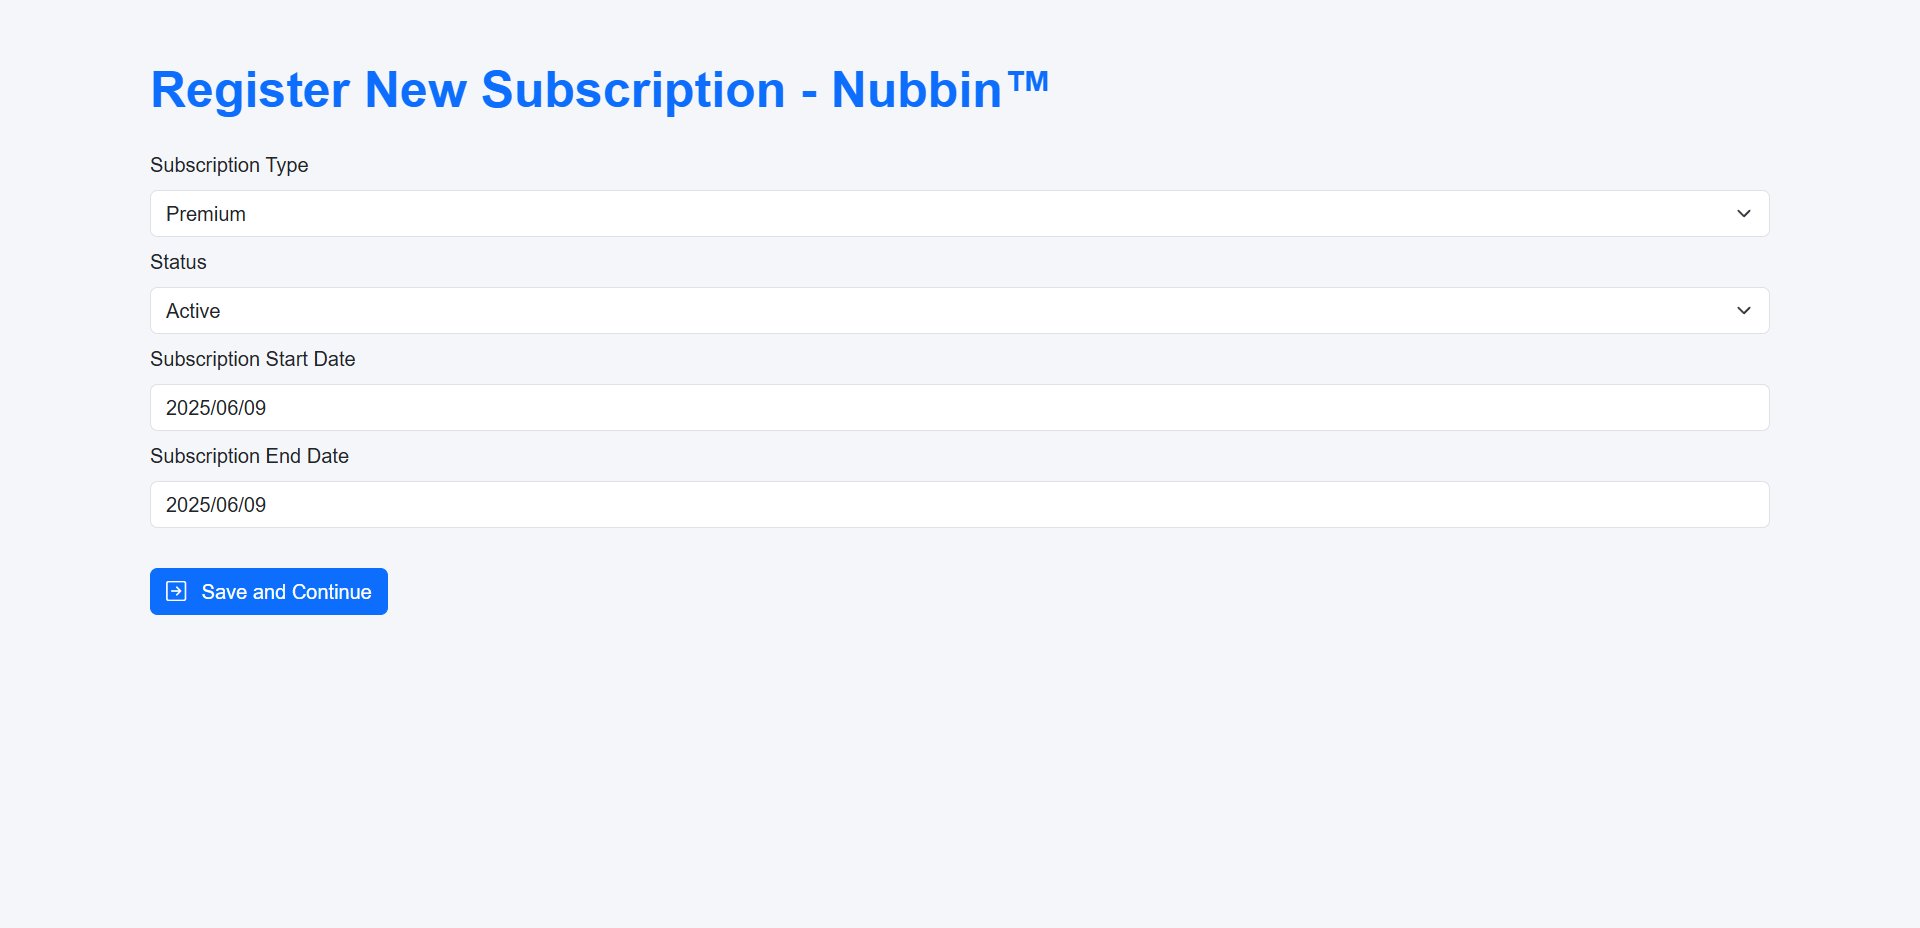 Register New Subscription - Nubbin™
Subscription Type
Premium
Status
Active
Subscription Start Date
2025/06/09
Subscription End Date
2025/06/09
Save and Continue